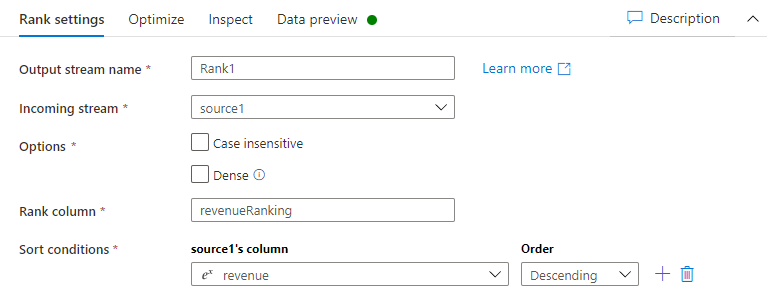 Rank settings Optimize Inspect Data preview Description
Output stream name * Rank1 Learn more
Incoming stream * source1
Options * Case insensitive
Dense
Rank column * revenueRanking
Sort conditions * source1's column Order
eˣ revenue Descending